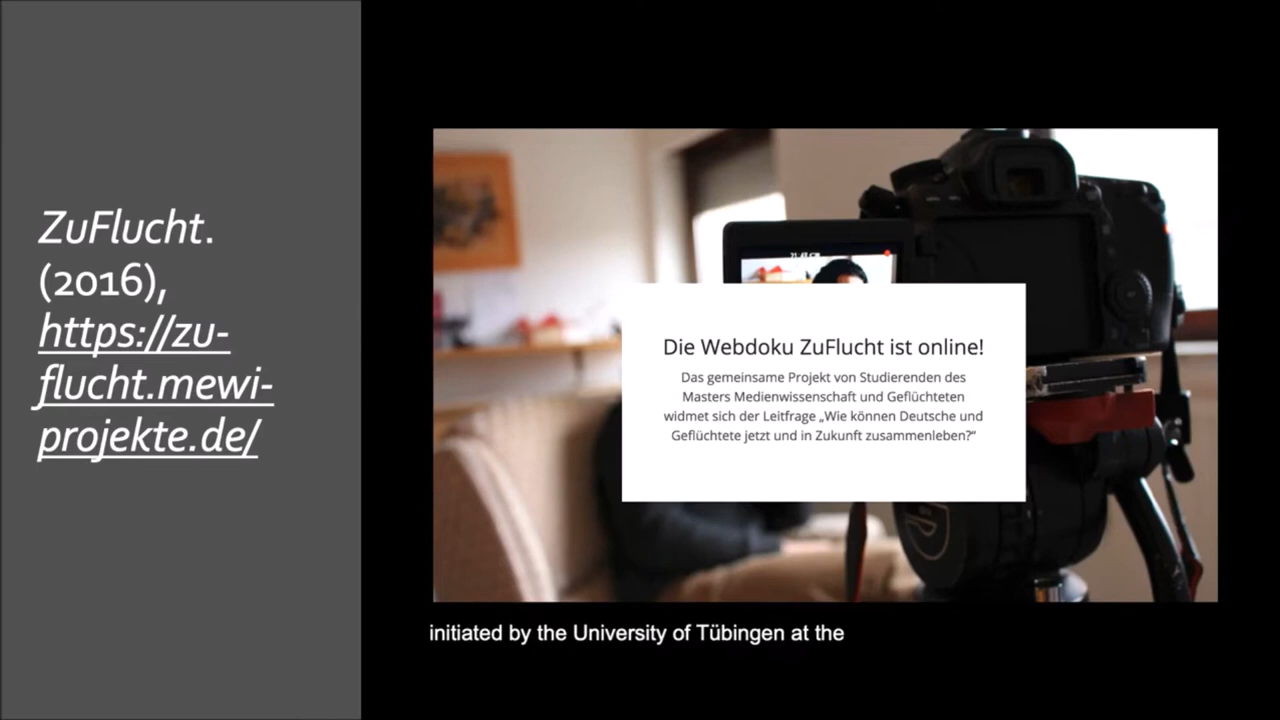 ZuFlucht.
(2016),
https://zu-
flucht.mewi-
projekte.de/
Die Webdoku ZuFlucht ist online!
Das gemeinsame Projekt von Studierenden des
Masters Medienwissenschaft und Geflüchteten
widmet sich der Leitfrage „Wie können Deutsche und
Geflüchtete jetzt und in Zukunft zusammenleben?“
initiated by the University of Tübingen at the